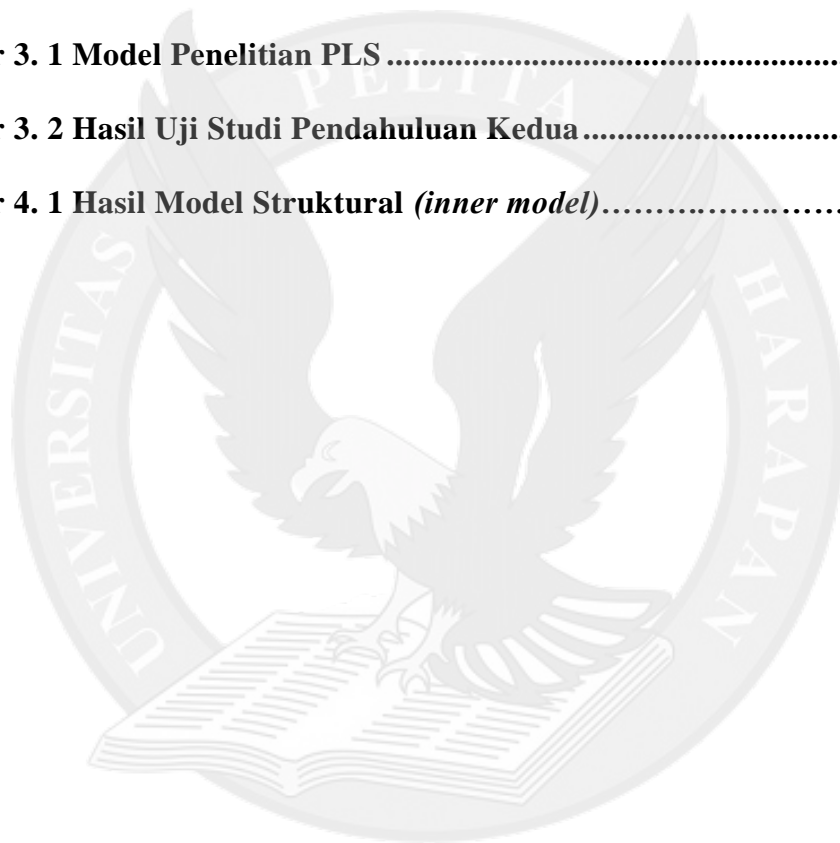 r 3. 1 Model Penelitian PLS ........................................................
r 3. 2 Hasil Uji Studi Pendahuluan Kedua ................................
r 4. 1 Hasil Model Struktural (inner model)…………………………
UNIVERSITAS PELITA HARAPAN